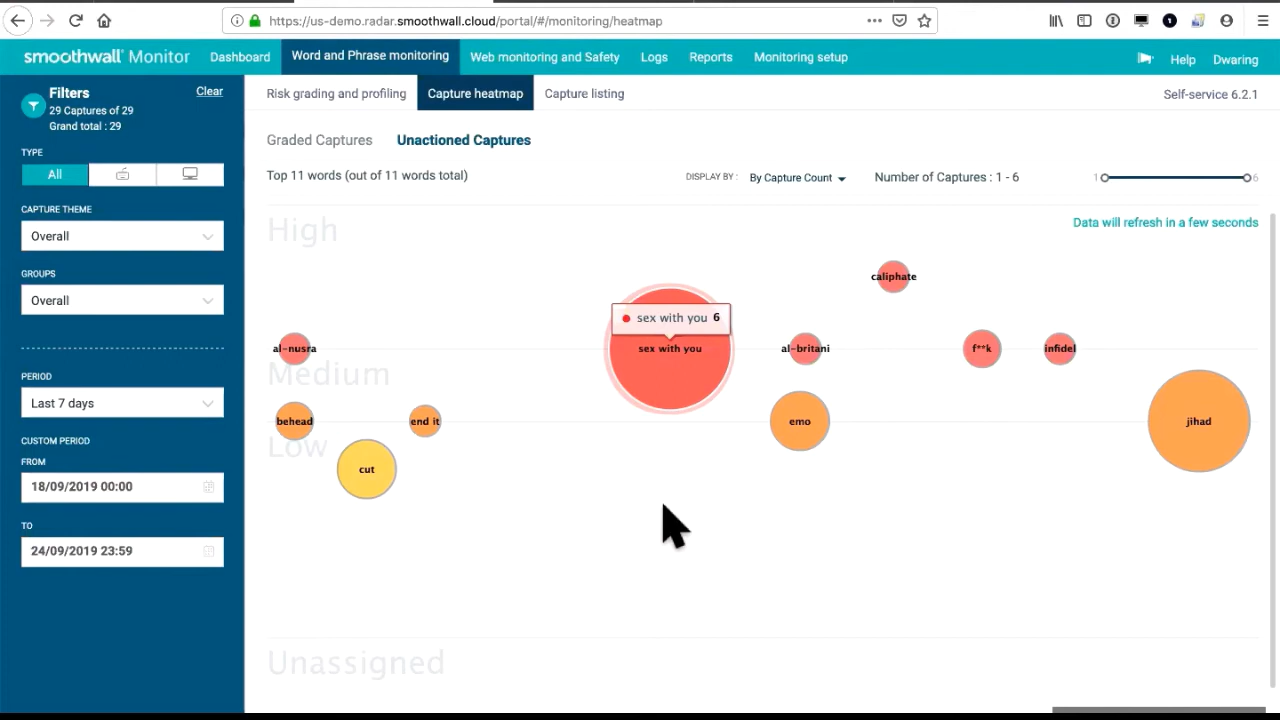 https://us-demo.radar.smoothwall.cloud/portal/#/monitoring/heatmap
smoothwall Monitor Dashboard Word and Phrase monitoring Web monitoring and Safety Logs Reports Monitoring setup Help Dwaring
Filters Clear
29 Captures of 29
Grand total : 29
Risk grading and profiling Capture heatmap Capture listing Self-service 6.2.1
Graded Captures Unactioned Captures
TYPE
All
Top 11 words (out of 11 words total) DISPLAY BY : By Capture Count Number of Captures : 1 - 6 1 6
CAPTURE THEME
Overall
High Data will refresh in a few seconds
GROUPS
Overall
caliphate
sex with you 6
al-nusra sex with you al-britani f**k infidel
Medium
PERIOD
Last 7 days
behead end it emo jihad
Low
cut
CUSTOM PERIOD
FROM
18/09/2019 00:00
TO
24/09/2019 23:59
Unassigned